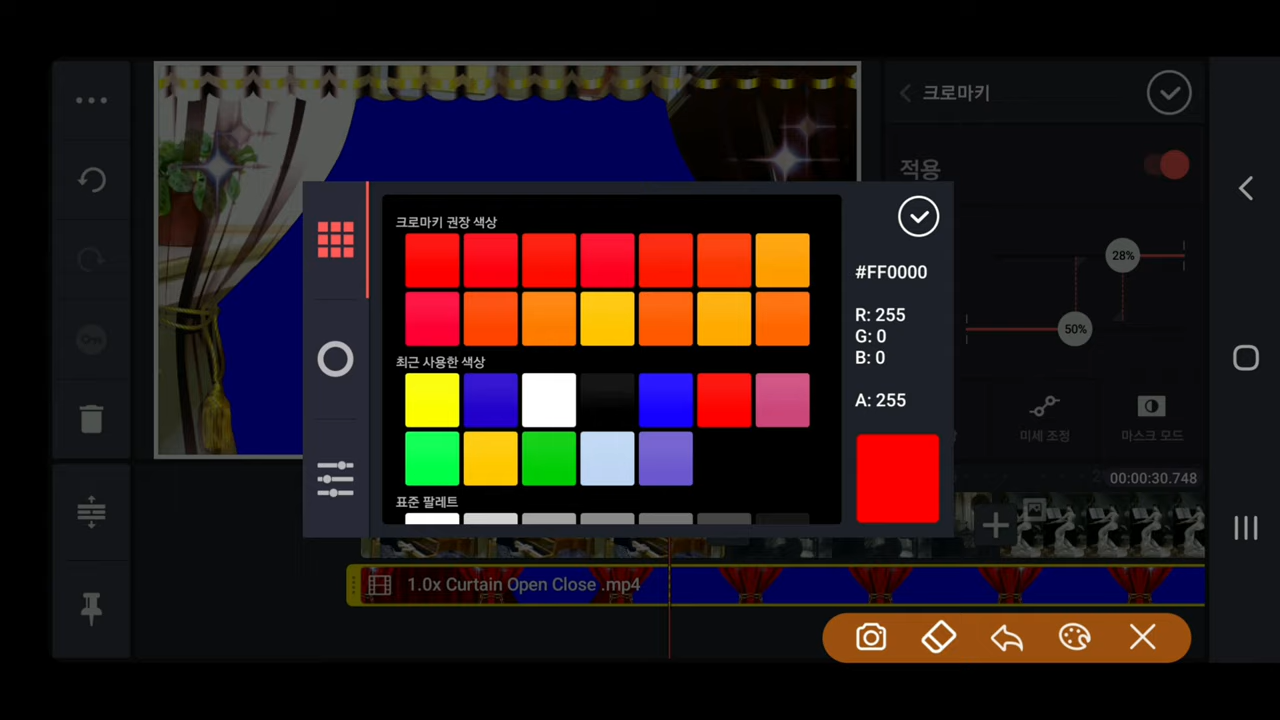 크로마키
적용
28%
50%
미세 조정
마스크 모드
00:00:30.748
크로마키 권장 색상
최근 사용한 색상
표준 팔레트
#FF0000
R: 255
G: 0
B: 0
A: 255
1.0x Curtain Open Close .mp4